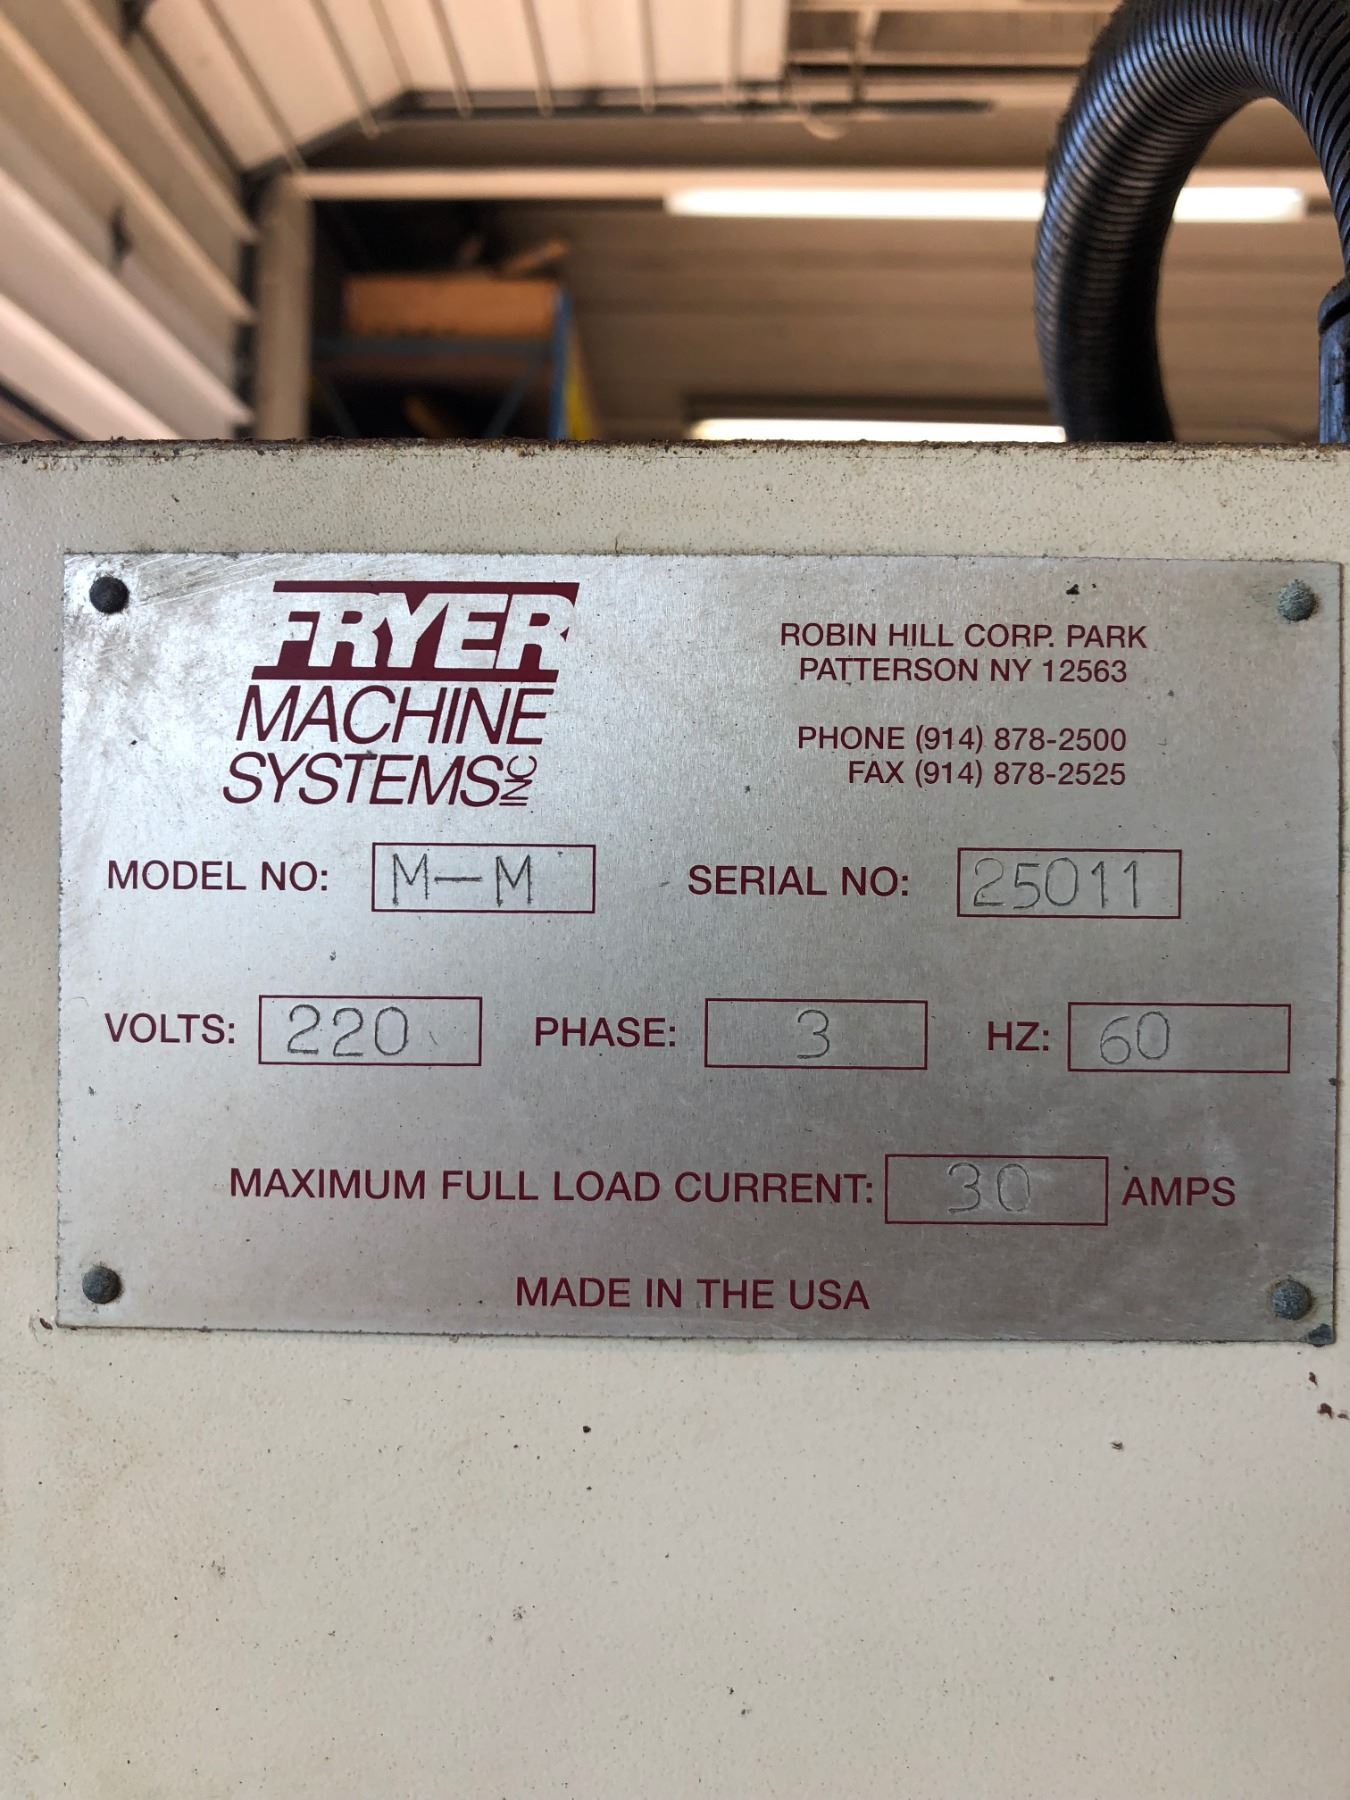 FRYER
MACHINE
SYSTEMS INC
ROBIN HILL CORP. PARK
PATTERSON NY 12563
PHONE (914) 878-2500
FAX (914) 878-2525
MODEL NO: M-M SERIAL NO: 25011
VOLTS: 220 PHASE: 3 HZ: 60
MAXIMUM FULL LOAD CURRENT: 30 AMPS
MADE IN THE USA